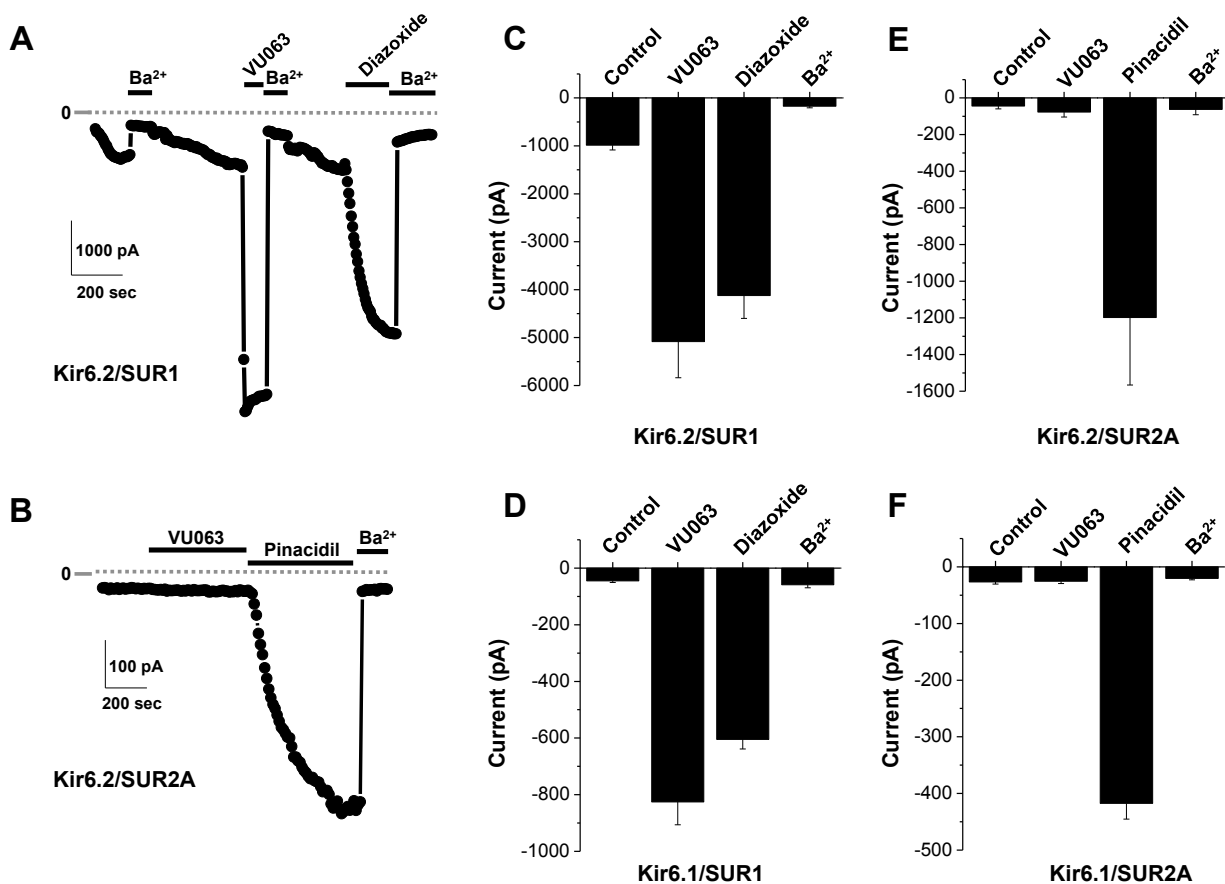 A
VU063
Diazoxide
Ba²⁺
Ba²⁺
Ba²⁺
0
1000 pA
200 sec
Kir6.2/SUR1
B
VU063
Pinacidil
Ba²⁺
0
100 pA
200 sec
Kir6.2/SUR2A
C
Control
VU063
Diazoxide
Ba²⁺
0
-1000
-2000
-3000
-4000
-5000
-6000
Current (pA)
Kir6.2/SUR1
D
Control
VU063
Diazoxide
Ba²⁺
0
-200
-400
-600
-800
-1000
Current (pA)
Kir6.1/SUR1
E
Control
VU063
Pinacidil
Ba²⁺
0
-200
-400
-600
-800
-1000
-1200
-1400
-1600
Current (pA)
Kir6.2/SUR2A
F
Control
VU063
Pinacidil
Ba²⁺
0
-100
-200
-300
-400
-500
Current (pA)
Kir6.1/SUR2A